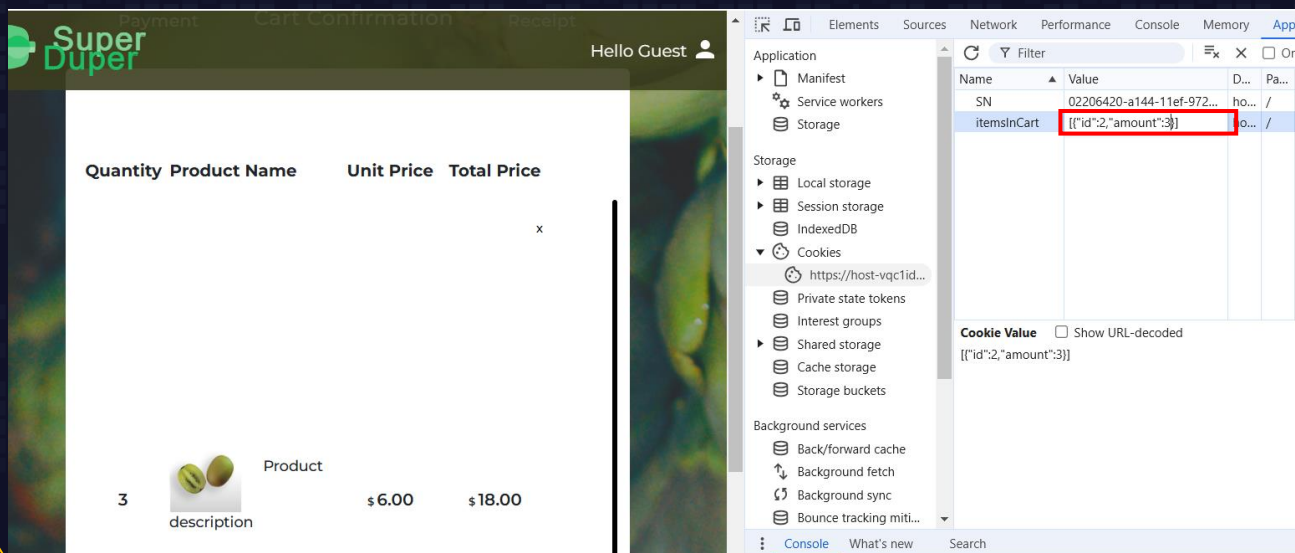 Payment Cart Confirmation Receipt
Super
Duper
Hello Guest
Quantity Product Name Unit Price Total Price
x
Product
3 $6.00 $18.00
description
Elements Sources Network Performance Console Memory App
Application
Manifest
Service workers
Storage
Storage
Local storage
Session storage
IndexedDB
Cookies
https://host-vqc1id...
Private state tokens
Interest groups
Shared storage
Cache storage
Storage buckets
Background services
Back/forward cache
Background fetch
Background sync
Bounce tracking miti...
Filter Or
Name Value D... Pa...
SN 02206420-a144-11ef-972... ho... /
itemsInCart [{"id":2,"amount":3}] ho... /
Cookie Value Show URL-decoded
[{"id":2,"amount":3}]
Console What's new Search